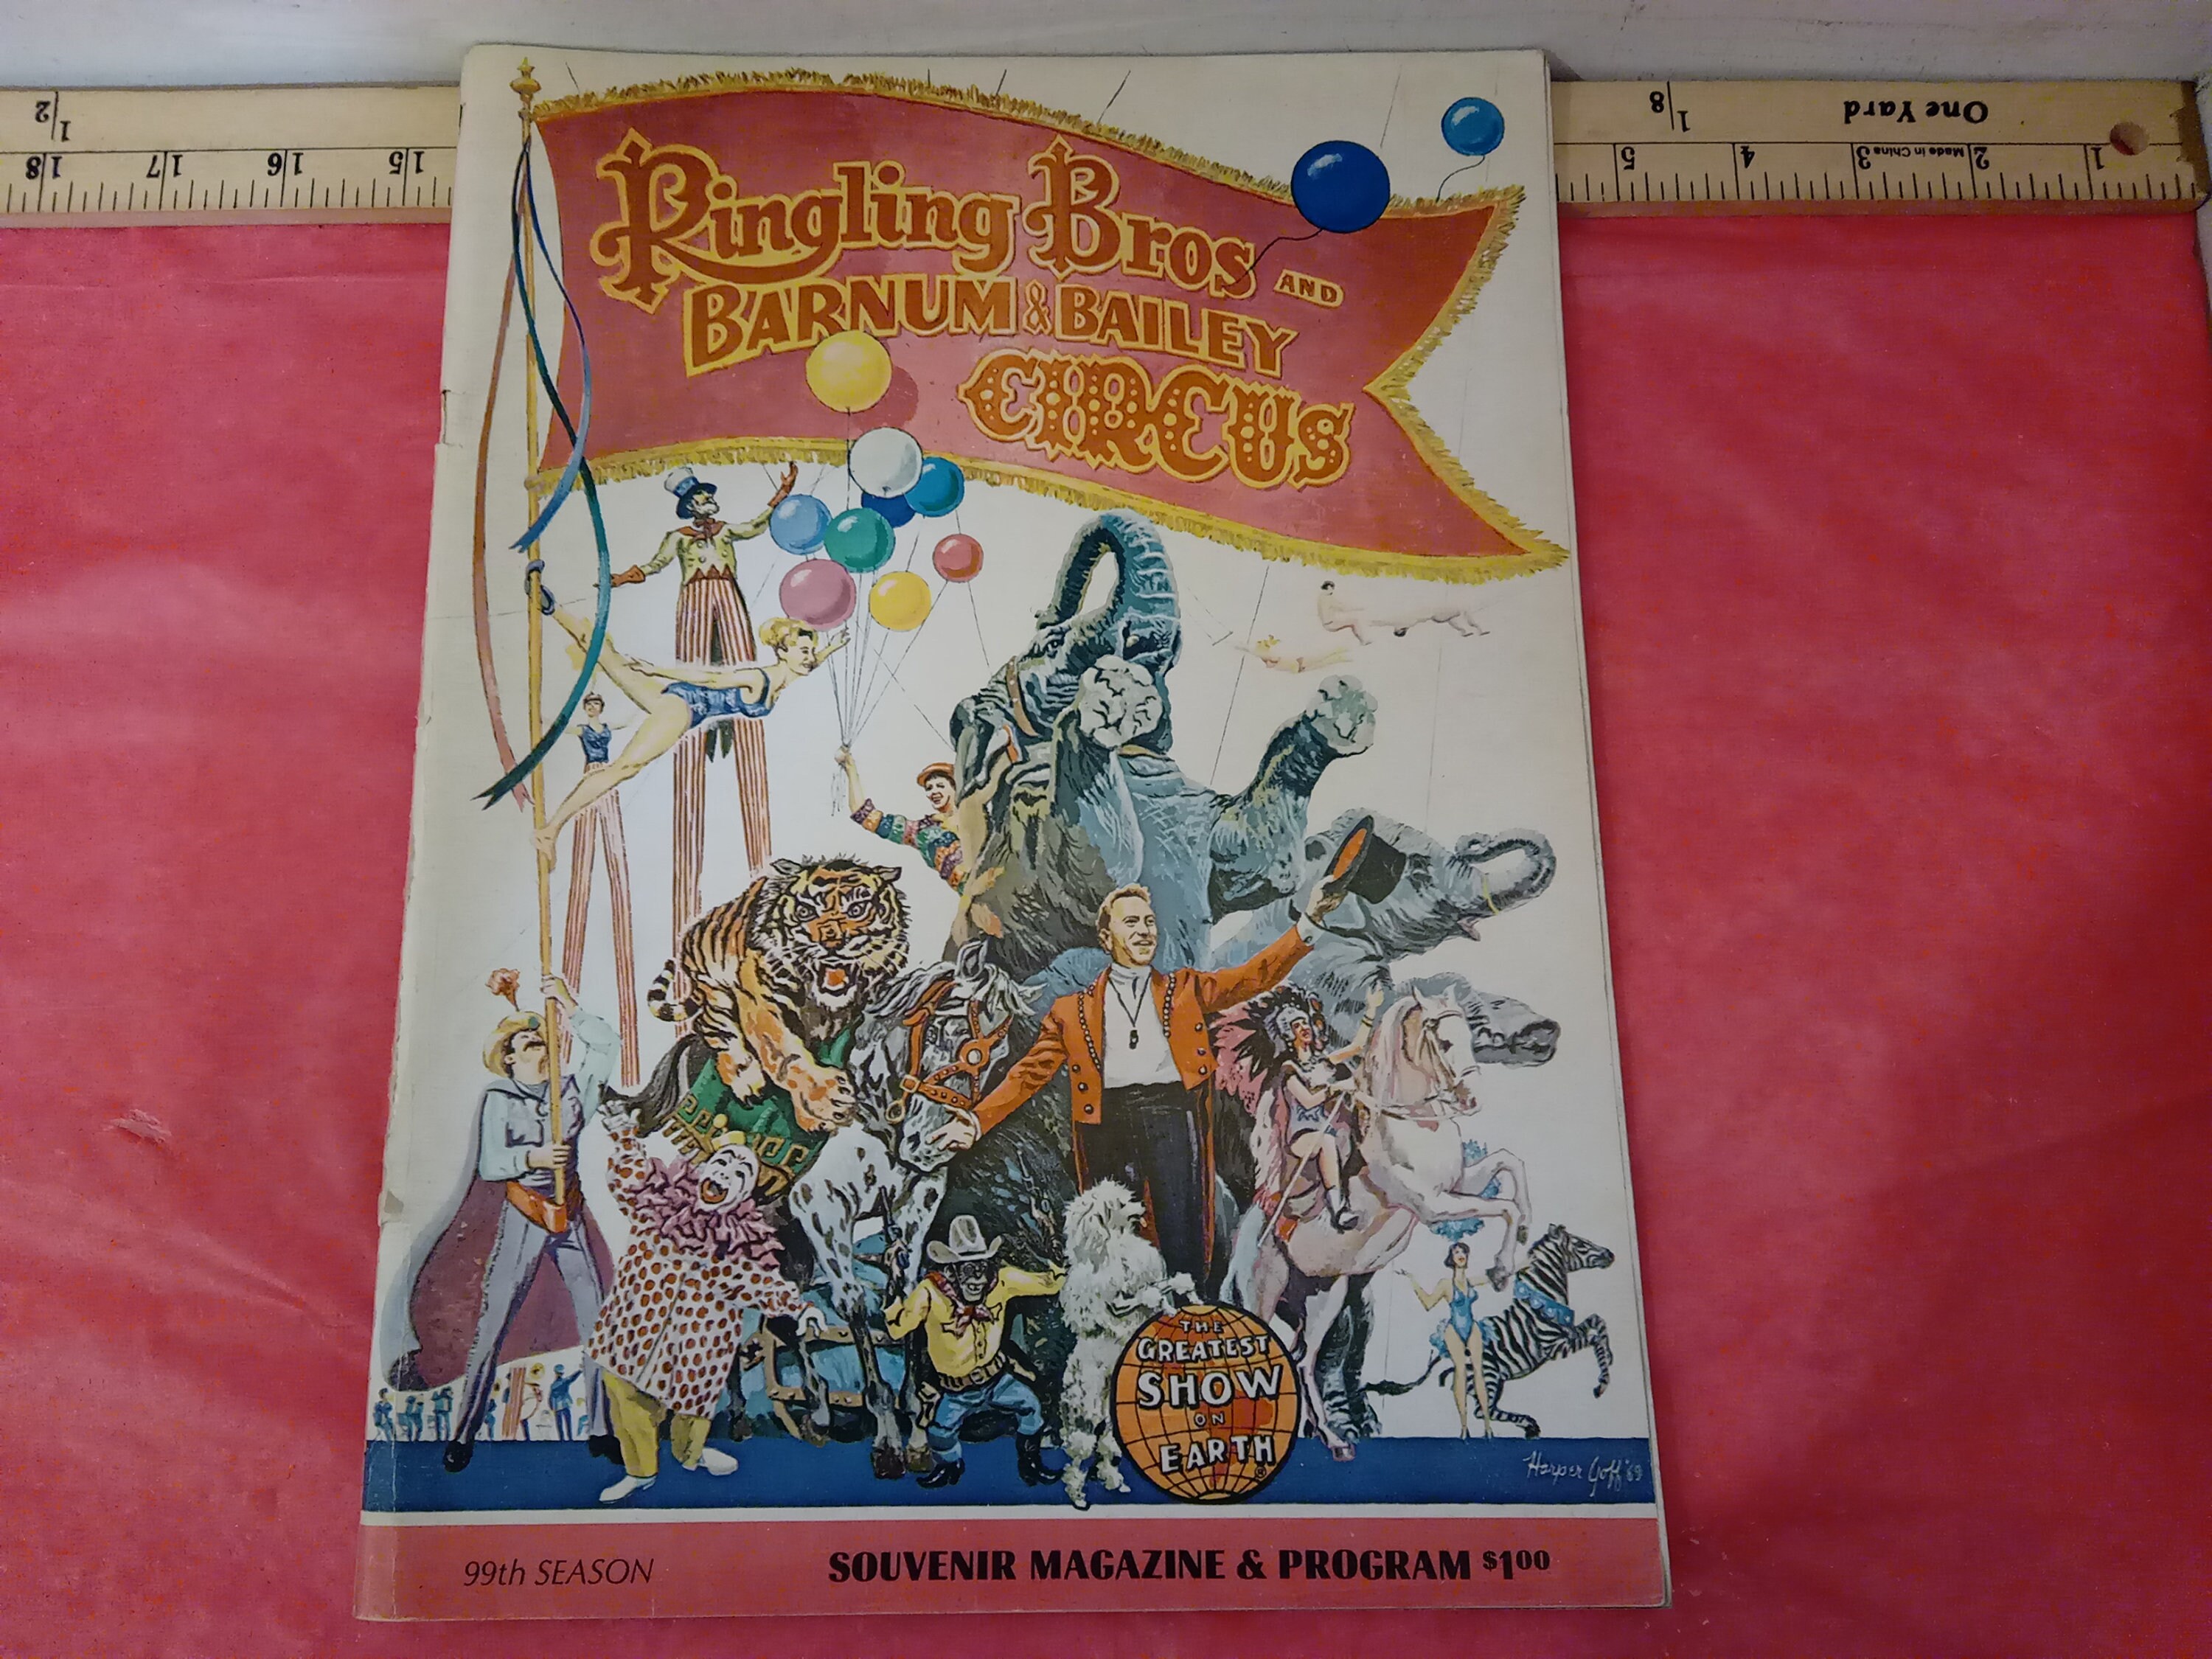 1/2
18 17 16 15
1/8
One Yard
5 4 3 Made in China 2 1
Ringling Bros AND
BARNUM & BAILEY
CIRCUS
THE
GREATEST
SHOW
ON
EARTH
®
Harper Goff '69
99th SEASON
SOUVENIR MAGAZINE & PROGRAM $1.00